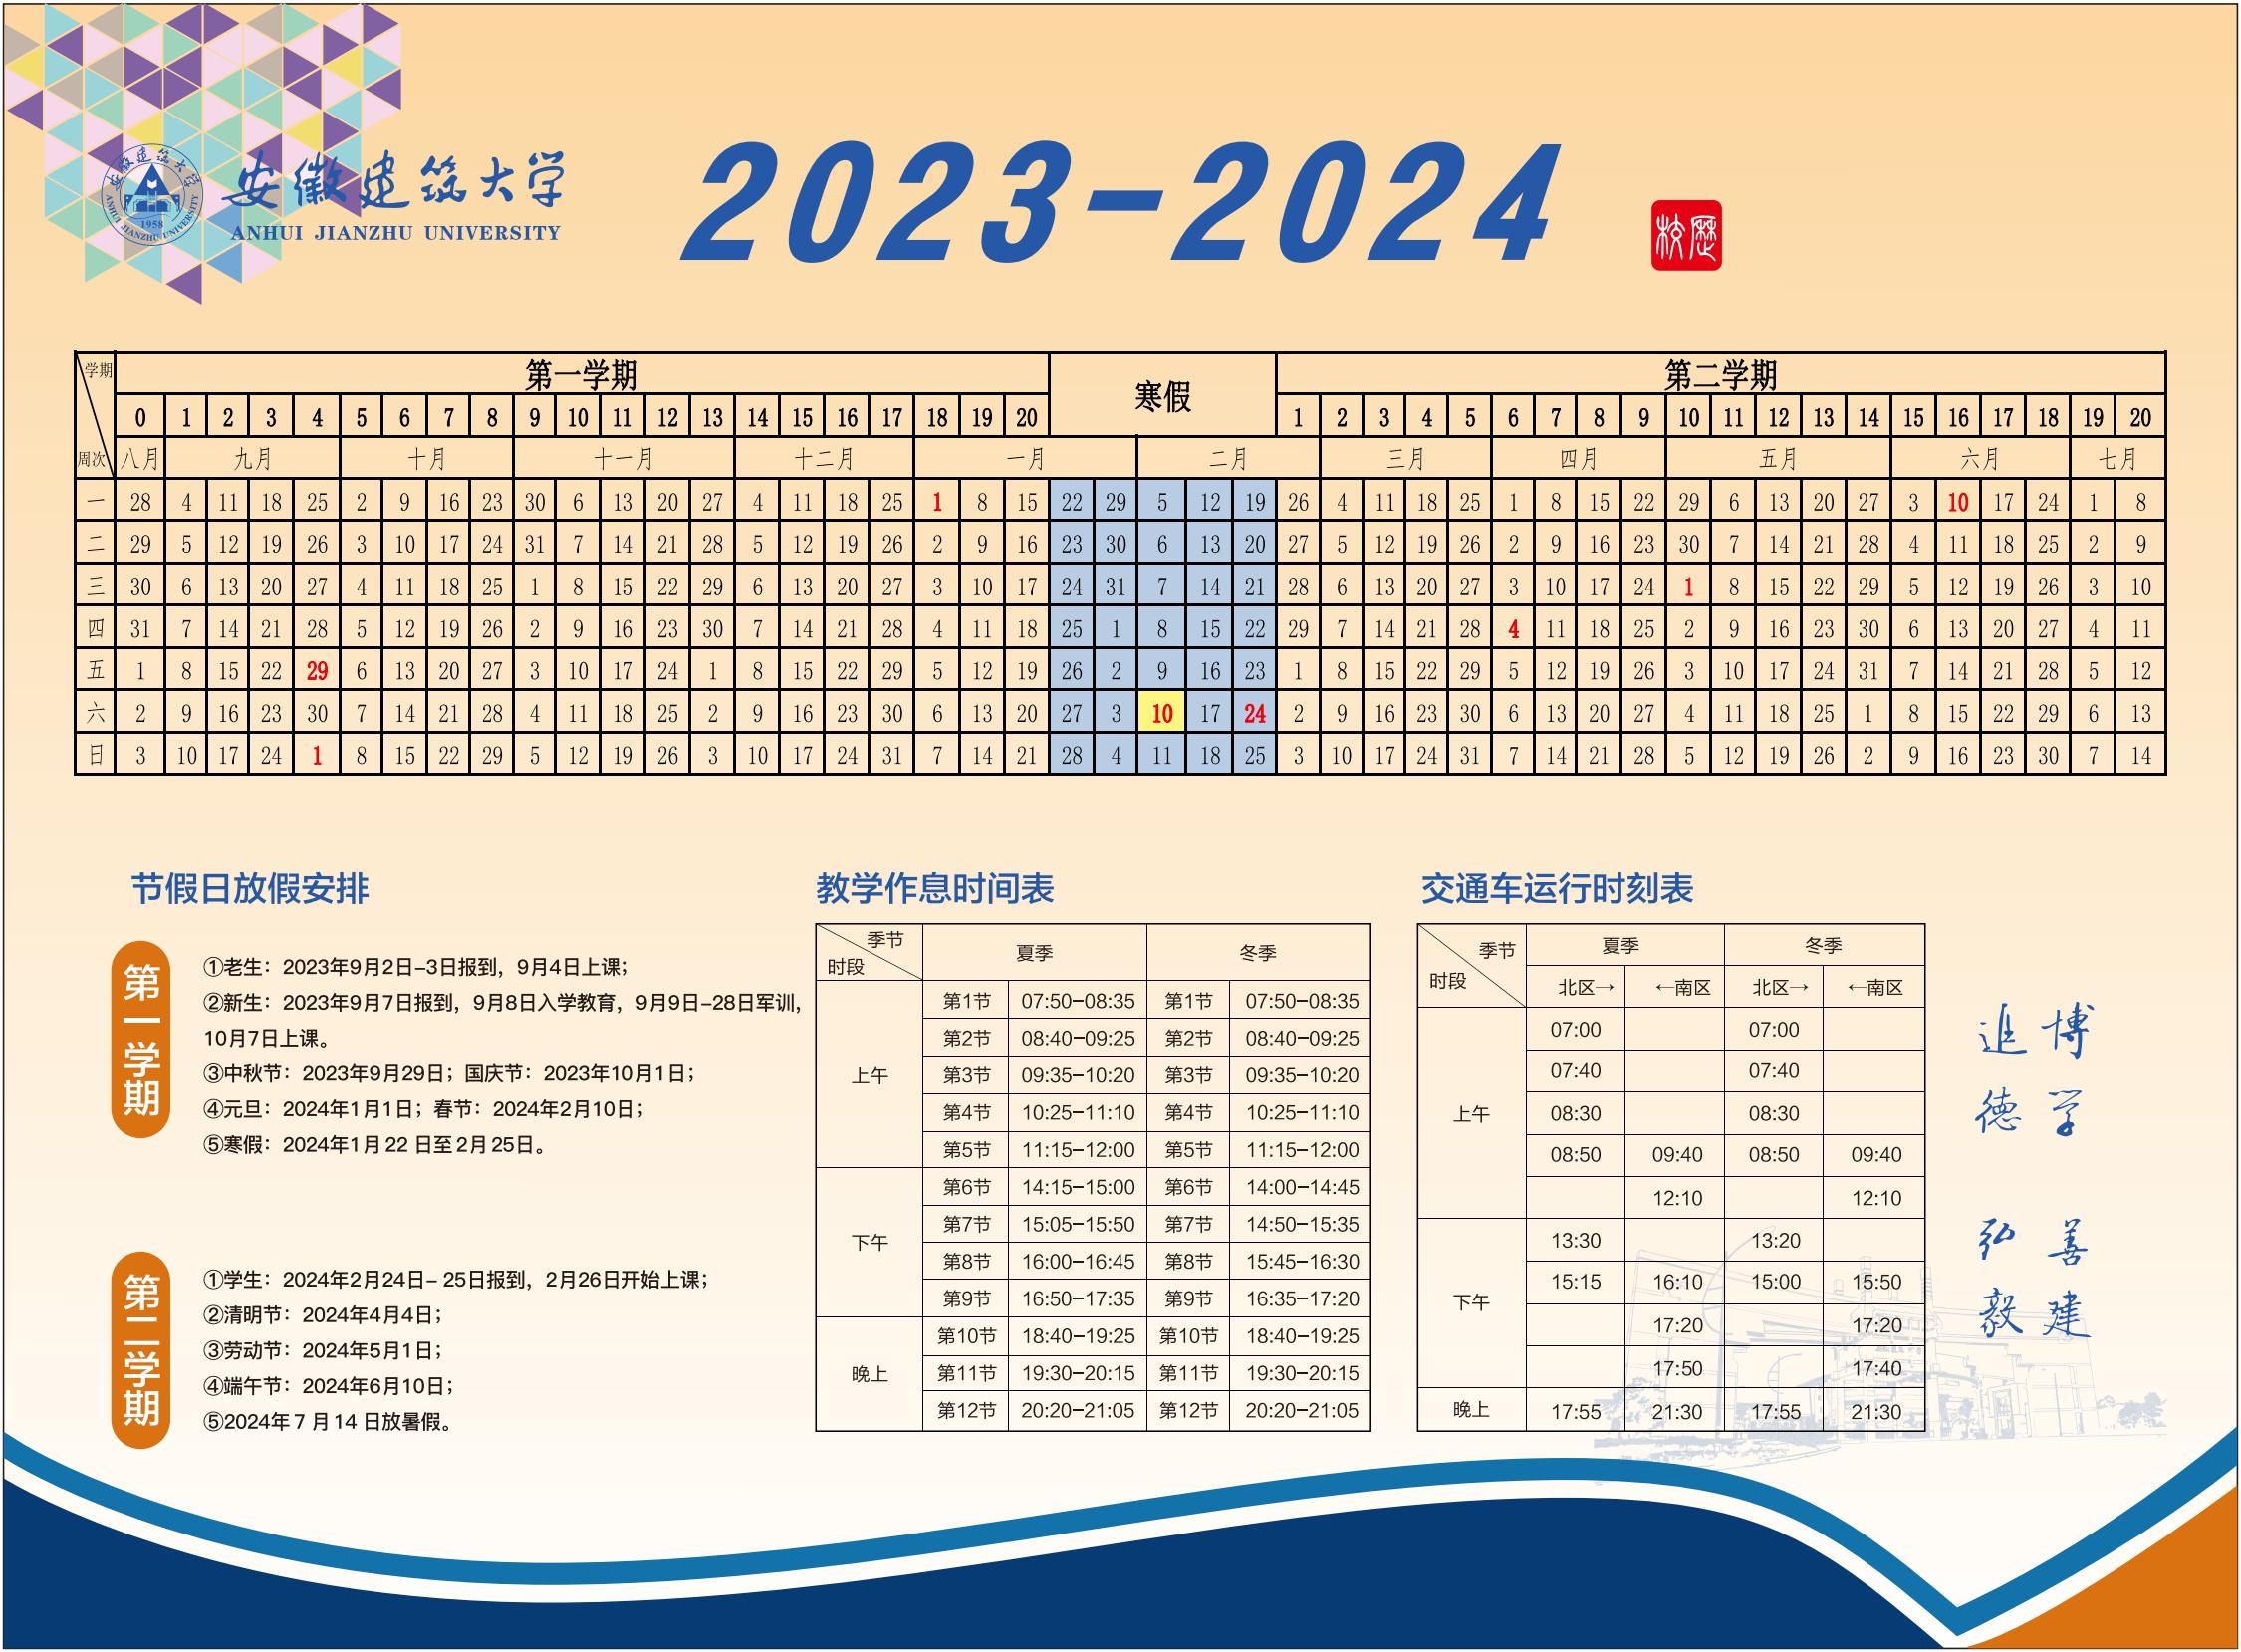 安徽建筑大学
ANHUI JIANZHU UNIVERSITY
安徽建筑大学
ANHUI JIANZHU UNIVERSITY
1958
2023-2024
校歷
学期 第一学期 寒假 第二学期
周次 0 1 2 3 4 5 6 7 8 9 10 11 12 13 14 15 16 17 18 19 20 1 2 3 4 5 6 7 8 9 10 11 12 13 14 15 16 17 18 19 20
八月 九月 十月 十一月 十二月 一月 二月 三月 四月 五月 六月 七月
一 28 4 11 18 25 2 9 16 23 30 6 13 20 27 4 11 18 25 1 8 15 22 29 5 12 19 26 4 11 18 25 1 8 15 22 29 6 13 20 27 3 10 17 24 1 8
二 29 5 12 19 26 3 10 17 24 31 7 14 21 28 5 12 19 26 2 9 16 23 30 6 13 20 27 5 12 19 26 2 9 16 23 30 7 14 21 28 4 11 18 25 2 9
三 30 6 13 20 27 4 11 18 25 1 8 15 22 29 6 13 20 27 3 10 17 24 31 7 14 21 28 6 13 20 27 3 10 17 24 1 8 15 22 29 5 12 19 26 3 10
四 31 7 14 21 28 5 12 19 26 2 9 16 23 30 7 14 21 28 4 11 18 25 1 8 15 22 29 7 14 21 28 4 11 18 25 2 9 16 23 30 6 13 20 27 4 11
五 1 8 15 22 29 6 13 20 27 3 10 17 24 1 8 15 22 29 5 12 19 26 2 9 16 23 1 8 15 22 29 5 12 19 26 3 10 17 24 31 7 14 21 28 5 12
六 2 9 16 23 30 7 14 21 28 4 11 18 25 2 9 16 23 30 6 13 20 27 3 10 17 24 2 9 16 23 30 6 13 20 27 4 11 18 25 1 8 15 22 29 6 13
日 3 10 17 24 1 8 15 22 29 5 12 19 26 3 10 17 24 31 7 14 21 28 4 11 18 25 3 10 17 24 31 7 14 21 28 5 12 19 26 2 9 16 23 30 7 14
节假日放假安排
第一学期
①老生：2023年9月2日-3日报到，9月4日上课；
②新生：2023年9月7日报到，9月8日入学教育，9月9日-28日军训，
10月7日上课。
③中秋节：2023年9月29日；国庆节：2023年10月1日；
④元旦：2024年1月1日；春节：2024年2月10日；
⑤寒假：2024年1月22 日至2月25日。
第二学期
①学生：2024年2月24日- 25日报到，2月26日开始上课；
②清明节：2024年4月4日；
③劳动节：2024年5月1日；
④端午节：2024年6月10日；
⑤2024年 7 月 14 日放暑假。
教学作息时间表
季节 时段 夏季 冬季
上午 第1节 07:50-08:35 第1节 07:50-08:35
第2节 08:40-09:25 第2节 08:40-09:25
第3节 09:35-10:20 第3节 09:35-10:20
第4节 10:25-11:10 第4节 10:25-11:10
第5节 11:15-12:00 第5节 11:15-12:00
下午 第6节 14:15-15:00 第6节 14:00-14:45
第7节 15:05-15:50 第7节 14:50-15:35
第8节 16:00-16:45 第8节 15:45-16:30
第9节 16:50-17:35 第9节 16:35-17:20
晚上 第10节 18:40-19:25 第10节 18:40-19:25
第11节 19:30-20:15 第11节 19:30-20:15
第12节 20:20-21:05 第12节 20:20-21:05
交通车运行时刻表
季节 时段 夏季 冬季
北区→ ←南区 北区→ ←南区
上午 07:00 07:00
07:40 07:40
08:30 08:30
08:50 09:40 08:50 09:40
12:10 12:10
下午 13:30 13:20
15:15 16:10 15:00 15:50
17:20 17:20
17:50 17:40
晚上 17:55 21:30 17:55 21:30
博学 善建
進德 弘毅